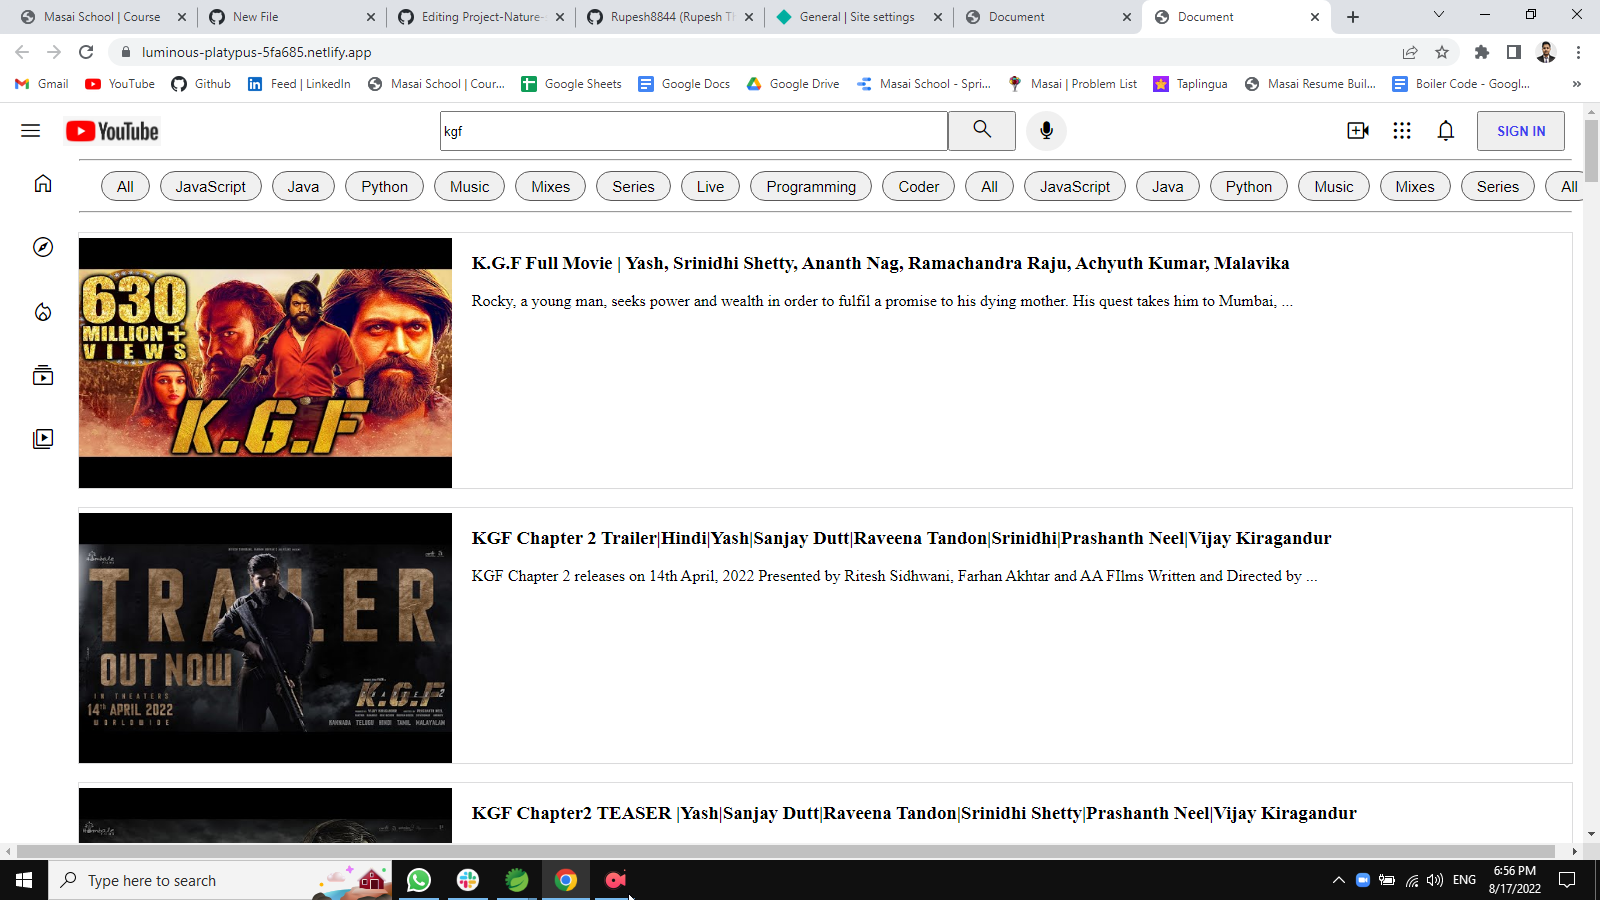 Masai School | Course
New File
Editing Project-Nature-
Rupesh8844 (Rupesh Th
General | Site settings
Document
Document
luminous-platypus-5fa685.netlify.app
Gmail
YouTube
Github
Feed | LinkedIn
Masai School | Cour...
Google Sheets
Google Docs
Google Drive
Masai School - Spri...
Masai | Problem List
Taplingua
Masai Resume Buil...
Boiler Code - Googl...
YouTube
kgf
SIGN IN
All JavaScript Java Python Music Mixes Series Live Programming Coder All JavaScript Java Python Music Mixes Series All
630
MILLION+
VIEWS
K.G.F
K.G.F Full Movie | Yash, Srinidhi Shetty, Ananth Nag, Ramachandra Raju, Achyuth Kumar, Malavika
Rocky, a young man, seeks power and wealth in order to fulfil a promise to his dying mother. His quest takes him to Mumbai, ...
TRAILER
OUT NOW
IN THEATERS
14th APRIL 2022
WORLDWIDE
K.G.F
CHAPTER 2
KANNADA TELUGU HINDI TAMIL MALAYALAM
KGF Chapter 2 Trailer|Hindi|Yash|Sanjay Dutt|Raveena Tandon|Srinidhi|Prashanth Neel|Vijay Kiragandur
KGF Chapter 2 releases on 14th April, 2022 Presented by Ritesh Sidhwani, Farhan Akhtar and AA FIlms Written and Directed by ...
KGF Chapter2 TEASER |Yash|Sanjay Dutt|Raveena Tandon|Srinidhi Shetty|Prashanth Neel|Vijay Kiragandur
Type here to search
ENG
6:56 PM
8/17/2022